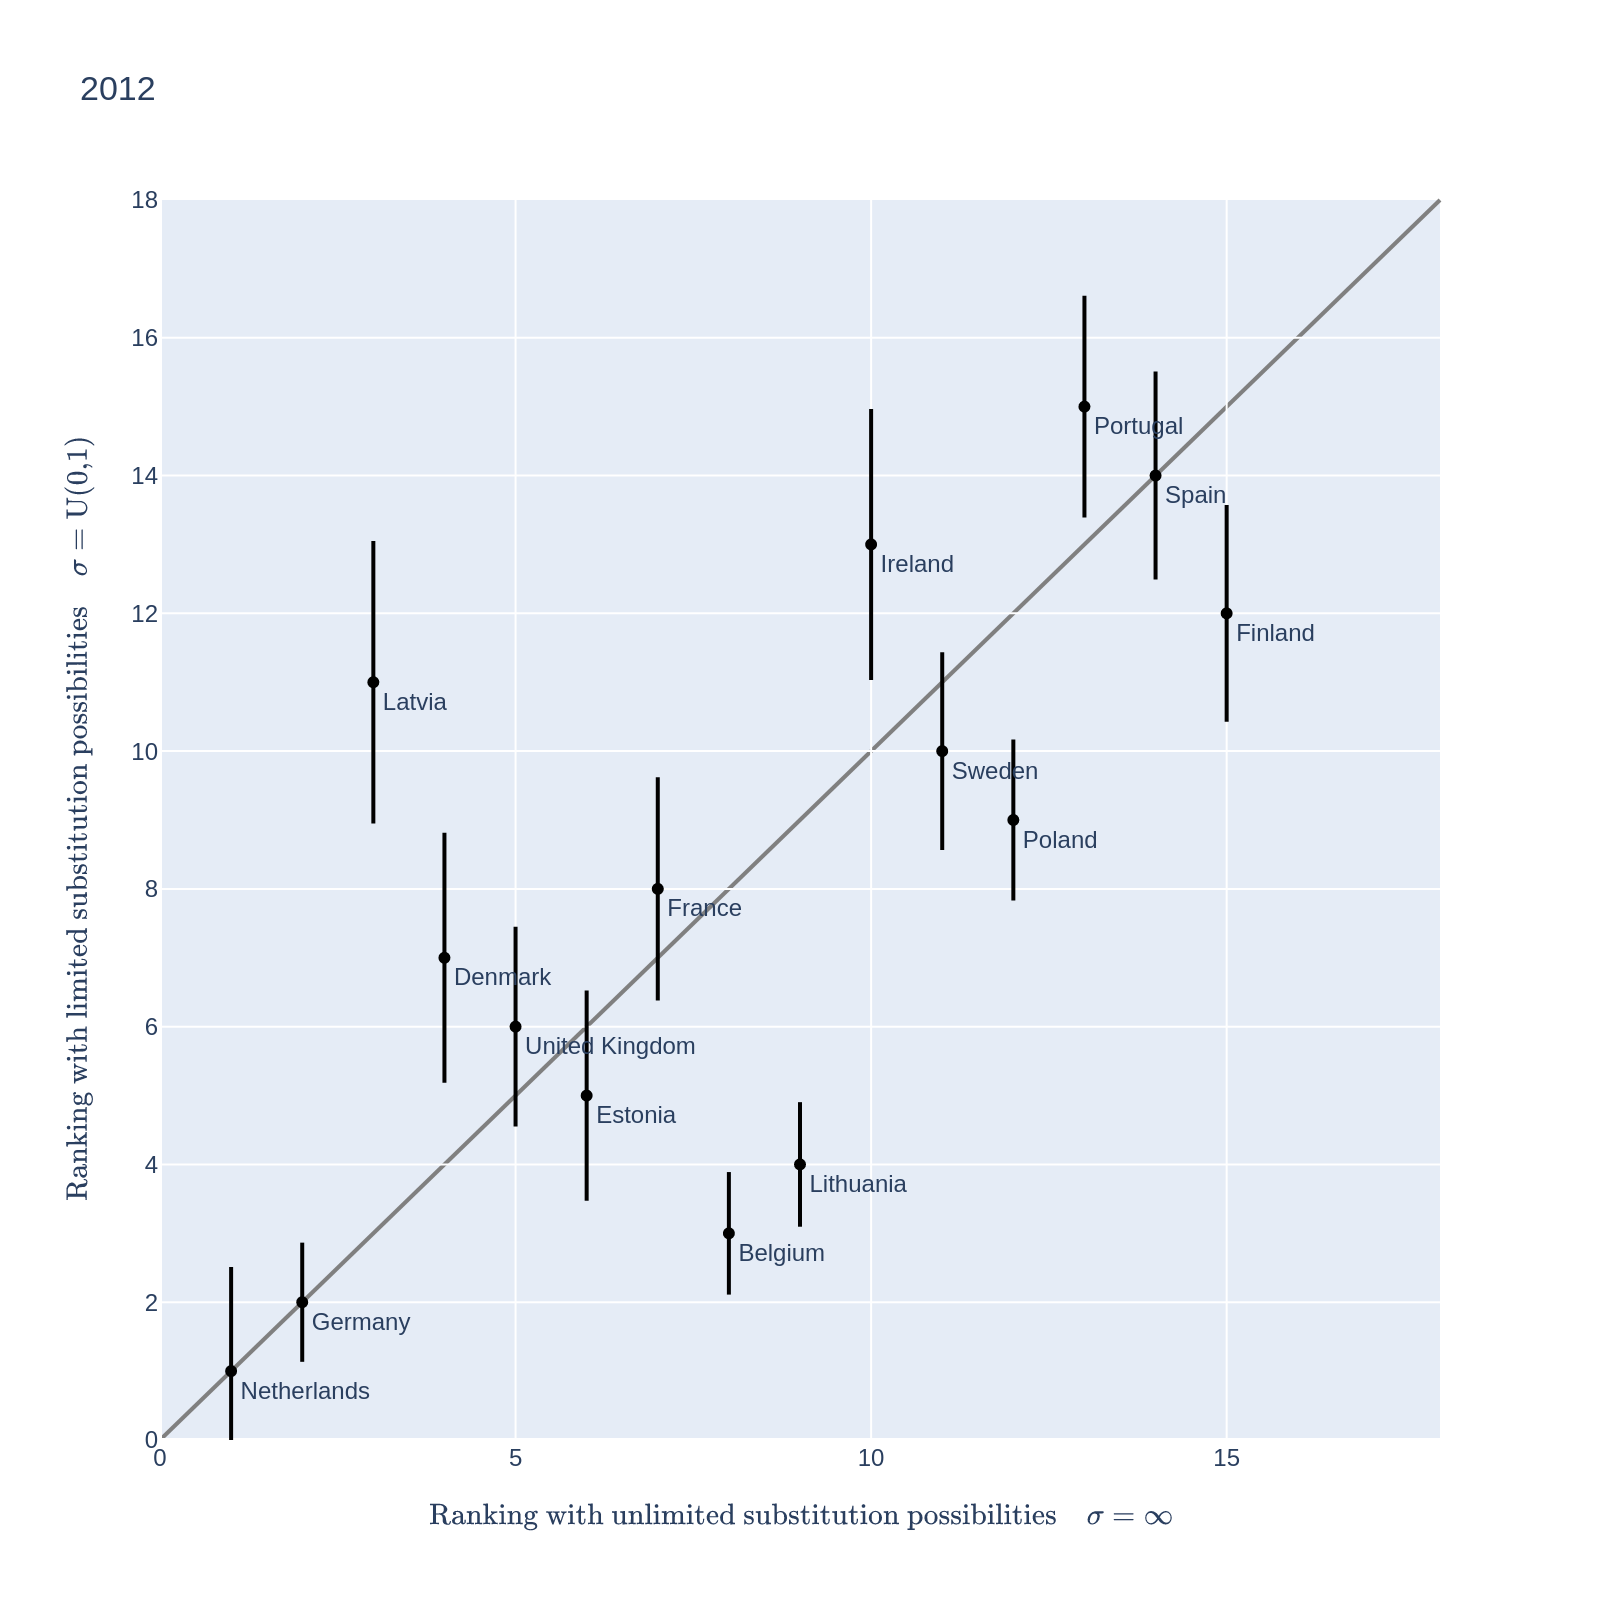 2012
18
16
14
12
10
8
6
4
2
0
Ranking with limited substitution possibilities σ = U(0,1)
Portugal
Spain
Ireland
Finland
Latvia
Sweden
Poland
France
Denmark
United Kingdom
Estonia
Lithuania
Belgium
Germany
Netherlands
0 5 10 15
Ranking with unlimited substitution possibilities σ = ∞